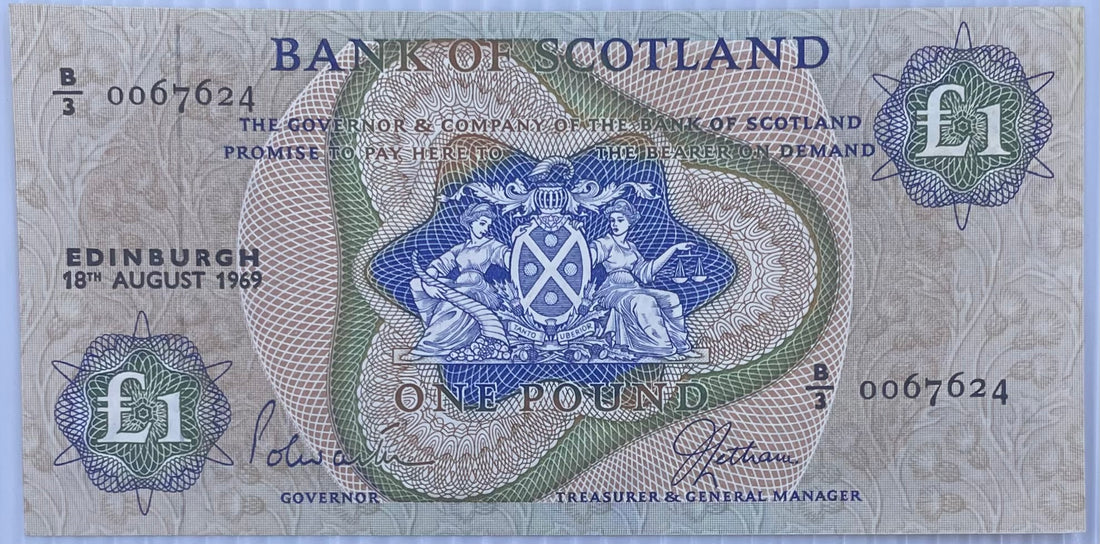 BANK OF SCOTLAND
£1
B/3 0067624
THE GOVERNOR & COMPANY OF THE BANK OF SCOTLAND
PROMISE TO PAY HERE TO THE BEARER ON DEMAND
EDINBURGH
18TH AUGUST 1969
TANTO UBERIOR
ONE POUND
B/3 0067624
£1
Polwarth
J Letham
GOVERNOR
TREASURER & GENERAL MANAGER